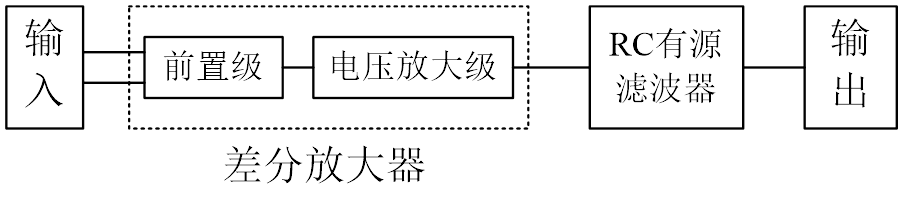 输入
前置级
电压放大级
RC有源
滤波器
输出
差分放大器